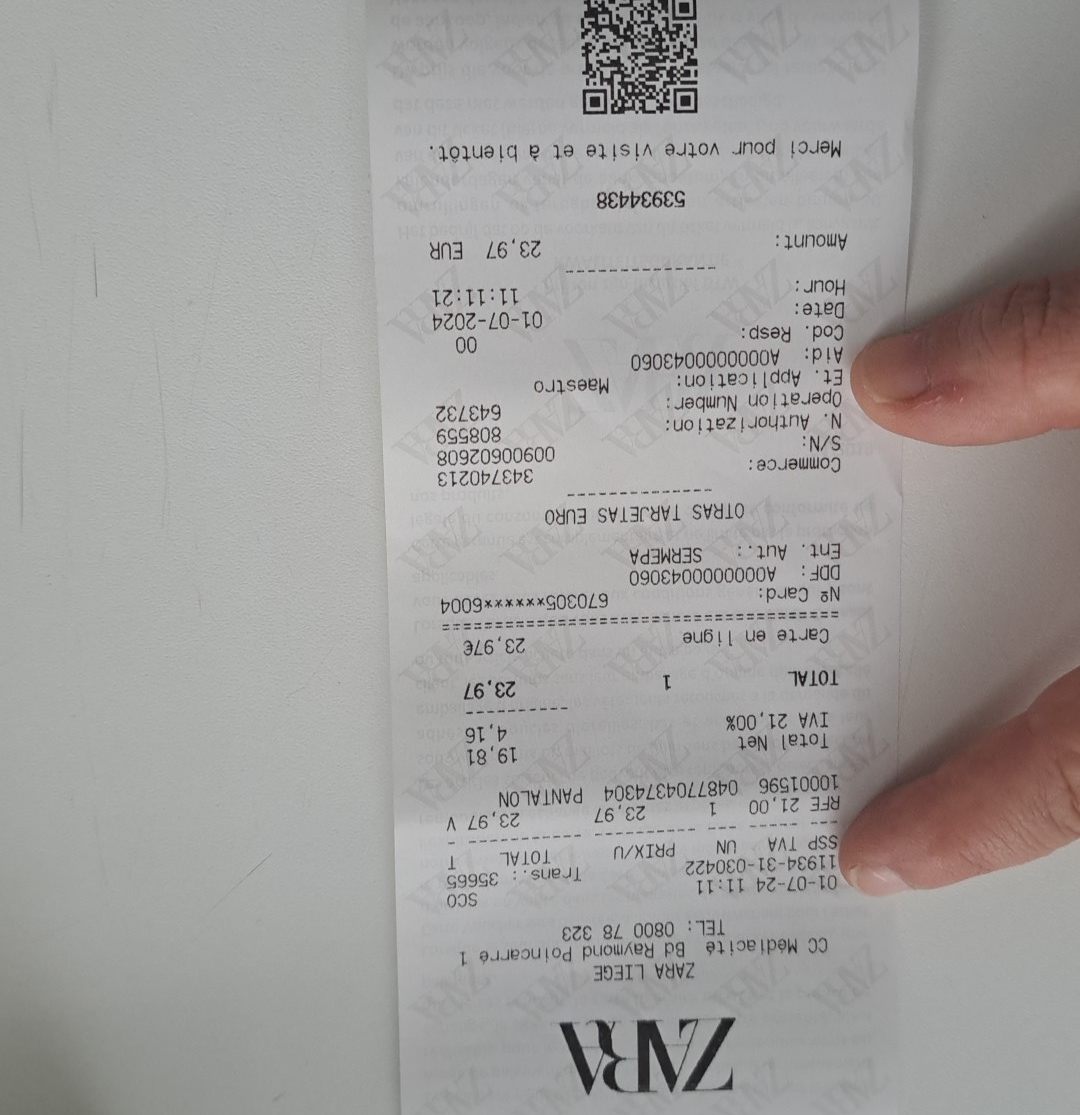 ZARA
ZARA LIEGE
CC Médiacité Bd Raymond Poincarré 1
TEL: 0800 78 323
01-07-24 11:11 SCO
11934-31-030422 Trans.: 35665
SSP TVA UN PRIX/U TOTAL T
RFE 21,00 1 23,97 23,97 V
10001596 0487704374304 PANTALON
Total Net 19,81
IVA 21,00% 4,16
TOTAL 1 23,97
Carte en ligne 23,97€
Nº Card: 670305*******6004
DDF: A0000000043060
Ent. Aut.: SERMEPA
OTRAS TARJETAS EURO
Commerce: 343740213
S/N: 0090602608
N. Authorization: 808559
Operation Number: 643732
Et. Application: Maestro
Aid: A0000000043060
Cod. Resp: 00
Date: 01-07-2024
Hour: 11:11:21
Amount: 23,97 EUR
53934438
Merci pour votre visite et à bientôt.